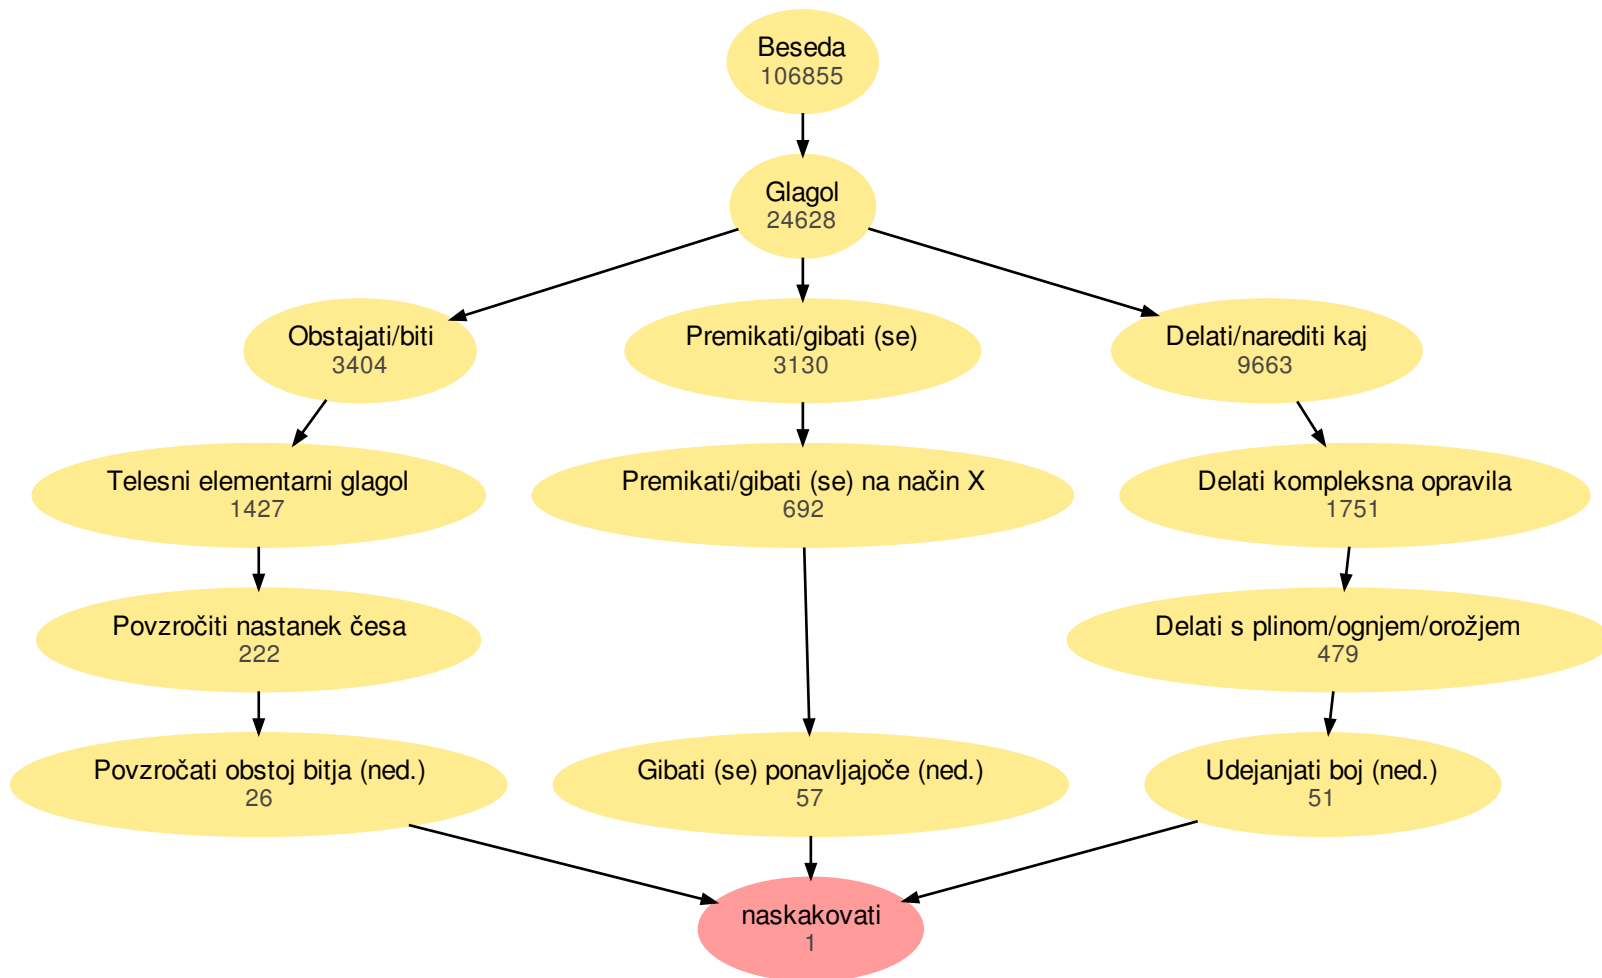 Beseda
106855
Glagol
24628
Obstajati/biti
3404
Premikati/gibati (se)
3130
Delati/narediti kaj
9663
Telesni elementarni glagol
1427
Premikati/gibati (se) na način X
692
Delati kompleksna opravila
1751
Povzročiti nastanek česa
222
Delati s plinom/ognjem/orožjem
479
Povzročati obstoj bitja (ned.)
26
Gibati (se) ponavljajoče (ned.)
57
Udejanjati boj (ned.)
51
naskakovati
1